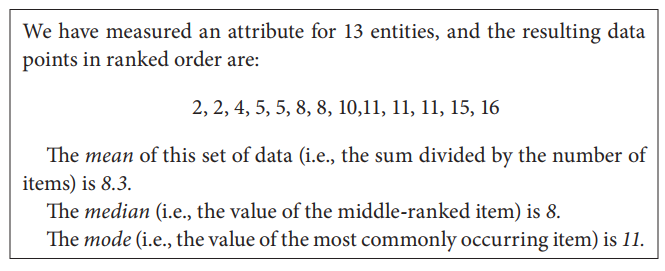 We have measured an attribute for 13 entities, and the resulting data
points in ranked order are:
2, 2, 4, 5, 5, 8, 8, 10,11, 11, 11, 15, 16
The mean of this set of data (i.e., the sum divided by the number of
items) is 8.3.
The median (i.e., the value of the middle-ranked item) is 8.
The mode (i.e., the value of the most commonly occurring item) is 11.